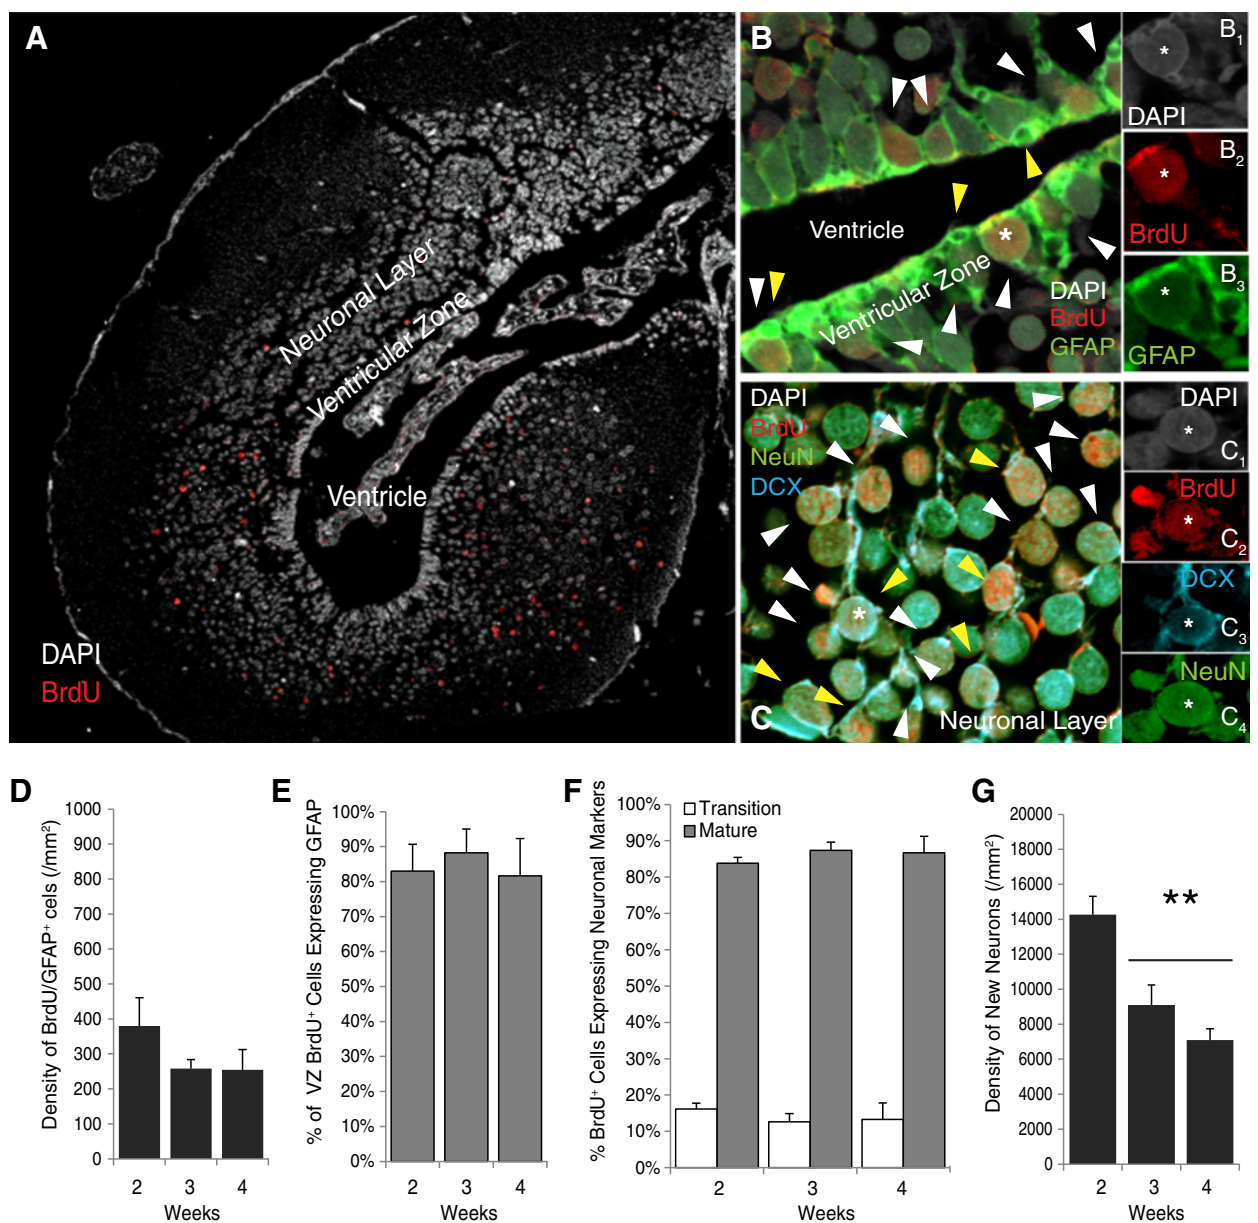 A
Neuronal Layer
Ventricular Zone
Ventricle
DAPI
BrdU
B
Ventricle
Ventricular Zone
DAPI
BrdU
GFAP
*
B1
*
DAPI
B2
*
BrdU
B3
*
GFAP
DAPI
BrdU
NeuN
DCX
*
C
Neuronal Layer
DAPI
*
C1
BrdU
*
C2
DCX
*
C3
NeuN
*
C4
D
Density of BrdU/GFAP⁺ cells (/mm²)
1000
900
800
700
600
500
400
300
200
100
0
2 3 4
Weeks
E
% of VZ BrdU⁺ Cells Expressing GFAP
100%
90%
80%
70%
60%
50%
40%
30%
20%
10%
0%
2 3 4
Weeks
F
% BrdU⁺ Cells Expressing Neuronal Markers
Transition
Mature
100%
90%
80%
70%
60%
50%
40%
30%
20%
10%
0%
2 3 4
Weeks
G
Density of New Neurons (/mm²)
20000
18000
16000
14000
12000
10000
8000
6000
4000
2000
0
**
2 3 4
Weeks